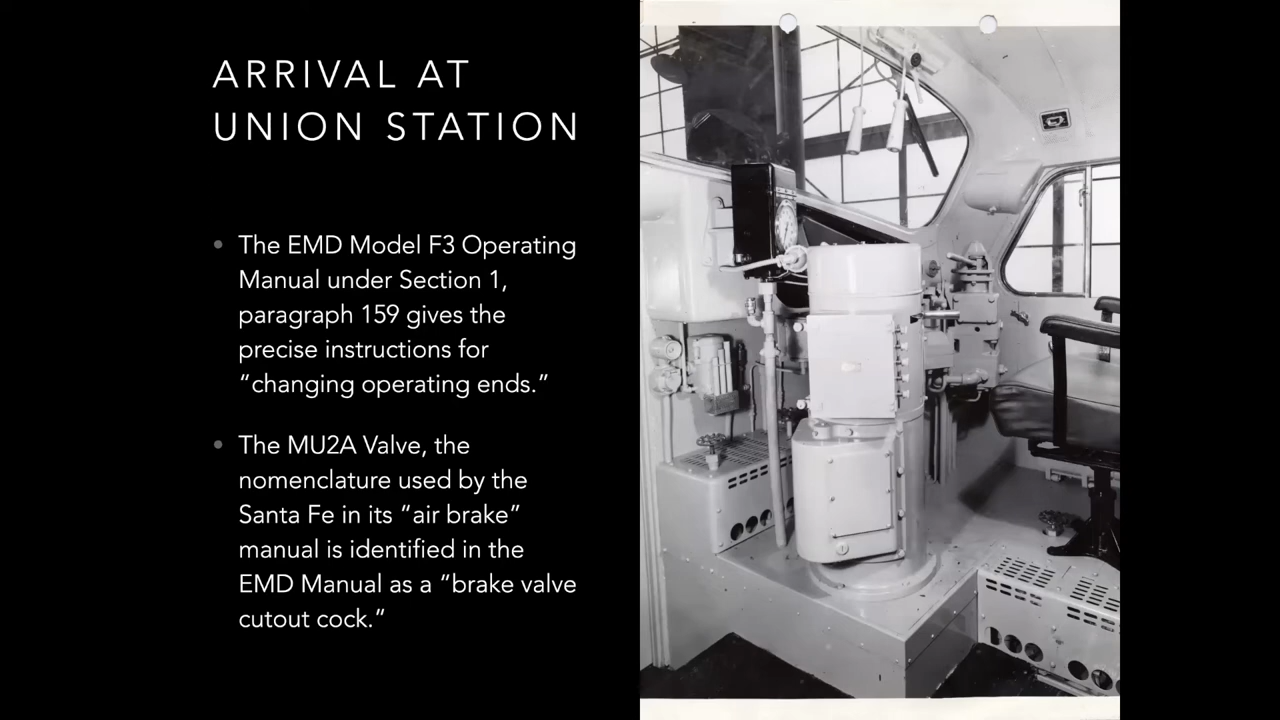 ARRIVAL AT
UNION STATION
• The EMD Model F3 Operating
Manual under Section 1,
paragraph 159 gives the
precise instructions for
“changing operating ends.”
• The MU2A Valve, the
nomenclature used by the
Santa Fe in its “air brake”
manual is identified in the
EMD Manual as a “brake valve
cutout cock.”